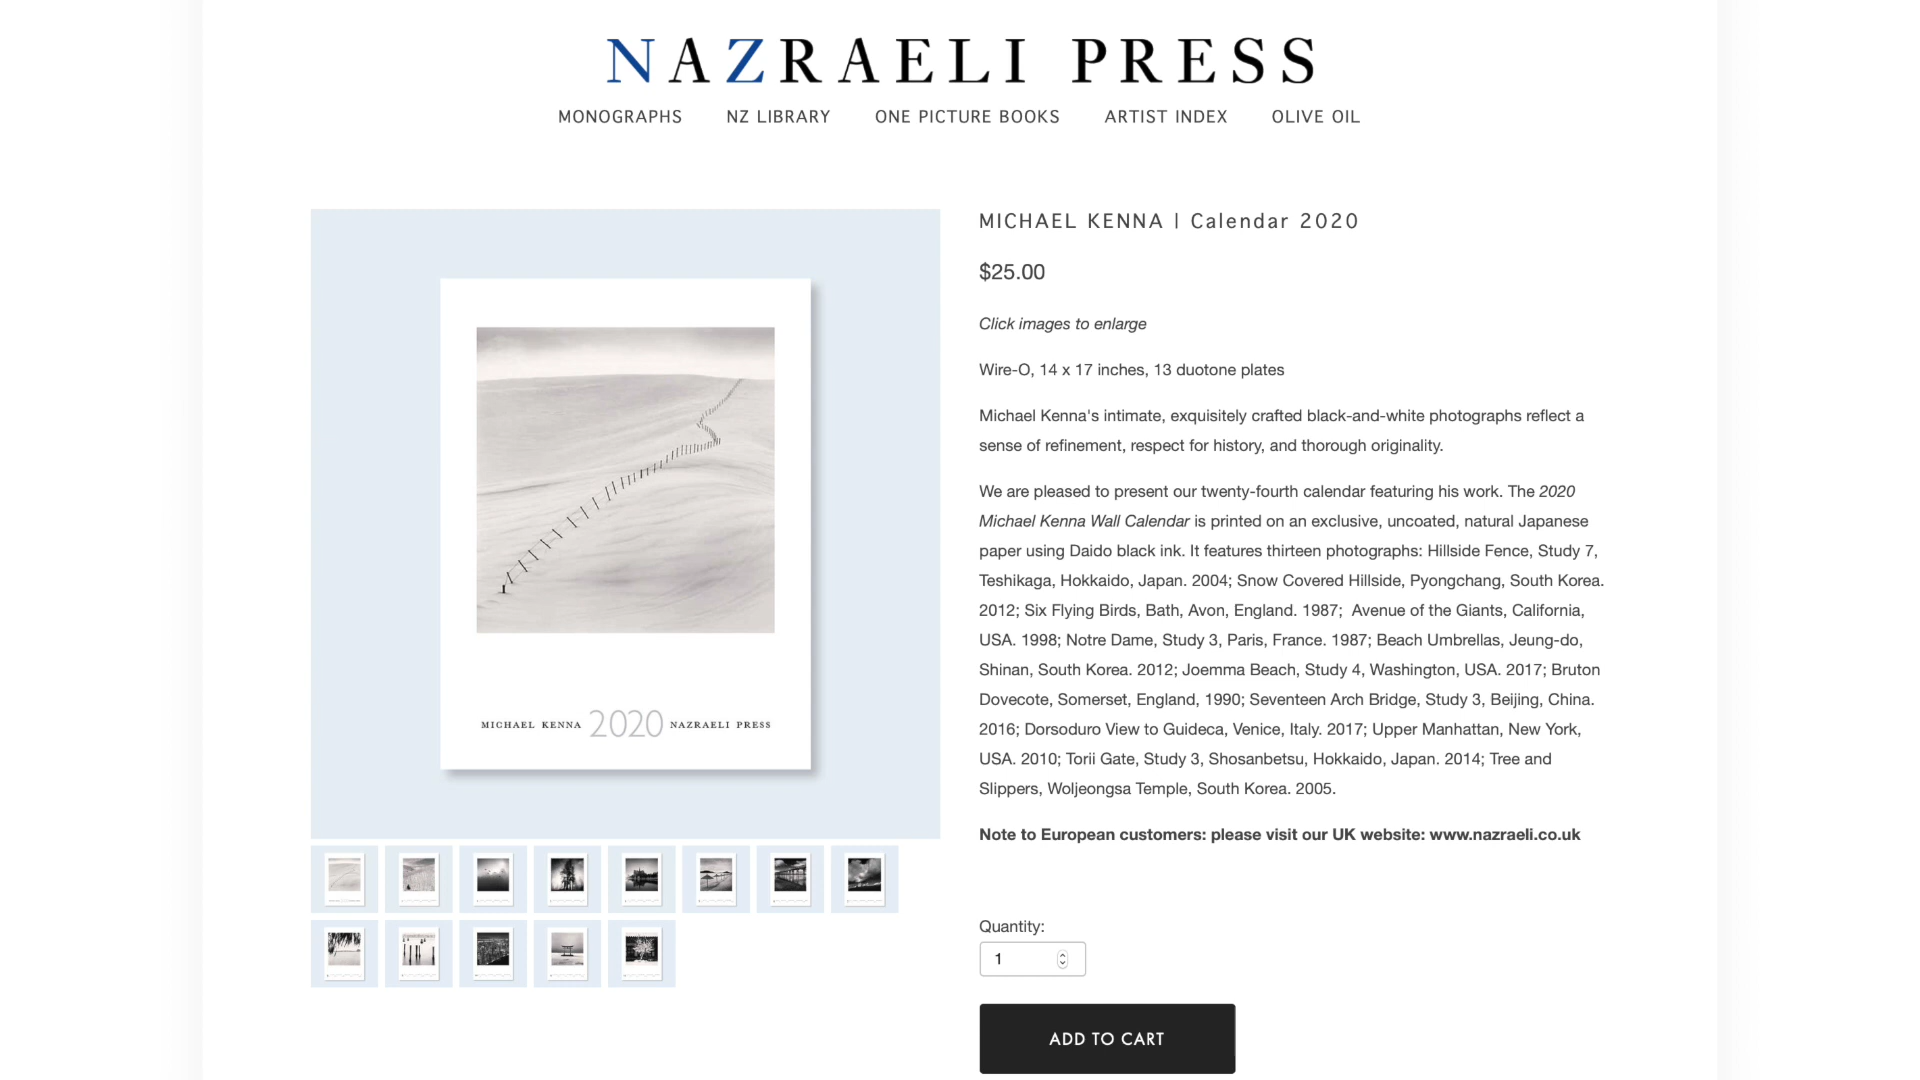 NAZRAELI PRESS
MONOGRAPHS NZ LIBRARY ONE PICTURE BOOKS ARTIST INDEX OLIVE OIL
MICHAEL KENNA 2020 NAZRAELI PRESS
MICHAEL KENNA | Calendar 2020
$25.00
Click images to enlarge
Wire-O, 14 x 17 inches, 13 duotone plates
Michael Kenna's intimate, exquisitely crafted black-and-white photographs reflect a
sense of refinement, respect for history, and thorough originality.
We are pleased to present our twenty-fourth calendar featuring his work. The 2020
Michael Kenna Wall Calendar is printed on an exclusive, uncoated, natural Japanese
paper using Daido black ink. It features thirteen photographs: Hillside Fence, Study 7,
Teshikaga, Hokkaido, Japan. 2004; Snow Covered Hillside, Pyongchang, South Korea.
2012; Six Flying Birds, Bath, Avon, England. 1987; Avenue of the Giants, California,
USA. 1998; Notre Dame, Study 3, Paris, France. 1987; Beach Umbrellas, Jeung-do,
Shinan, South Korea. 2012; Joemma Beach, Study 4, Washington, USA. 2017; Bruton
Dovecote, Somerset, England, 1990; Seventeen Arch Bridge, Study 3, Beijing, China.
2016; Dorsoduro View to Guideca, Venice, Italy. 2017; Upper Manhattan, New York,
USA. 2010; Torii Gate, Study 3, Shosanbetsu, Hokkaido, Japan. 2014; Tree and
Slippers, Woljeongsa Temple, South Korea. 2005.
Note to European customers: please visit our UK website: www.nazraeli.co.uk
Quantity:
1
ADD TO CART